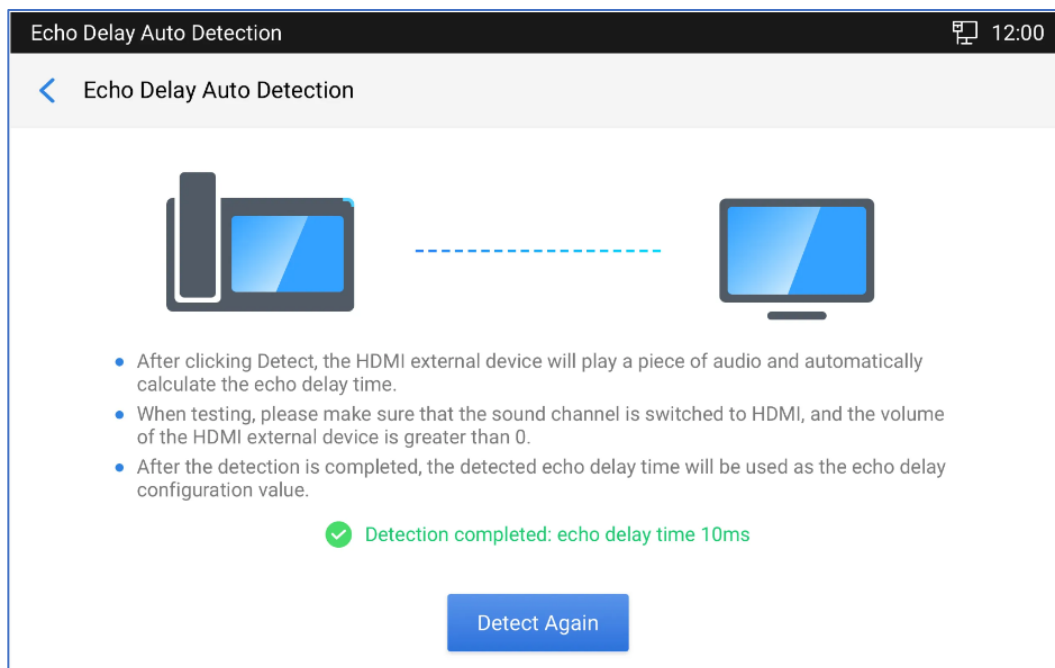 Echo Delay Auto Detection 12:00
Echo Delay Auto Detection
After clicking Detect, the HDMI external device will play a piece of audio and automatically
calculate the echo delay time.
When testing, please make sure that the sound channel is switched to HDMI, and the volume
of the HDMI external device is greater than 0.
After the detection is completed, the detected echo delay time will be used as the echo delay
configuration value.
Detection completed: echo delay time 10ms
Detect Again